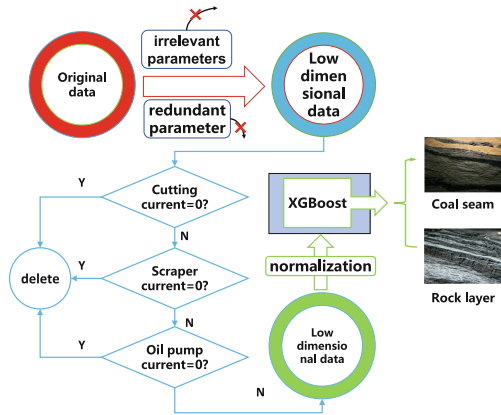 irrelevant
parameters
Original
data
redundant
parameter
Low
dimen
sional
data
Y
Cutting
current=0?
N
XGBoost
Coal seam
delete
Y
Scraper
current=0?
normalization
Rock layer
N
Y
Oil pump
current=0?
Low
dimensio
nal data
N